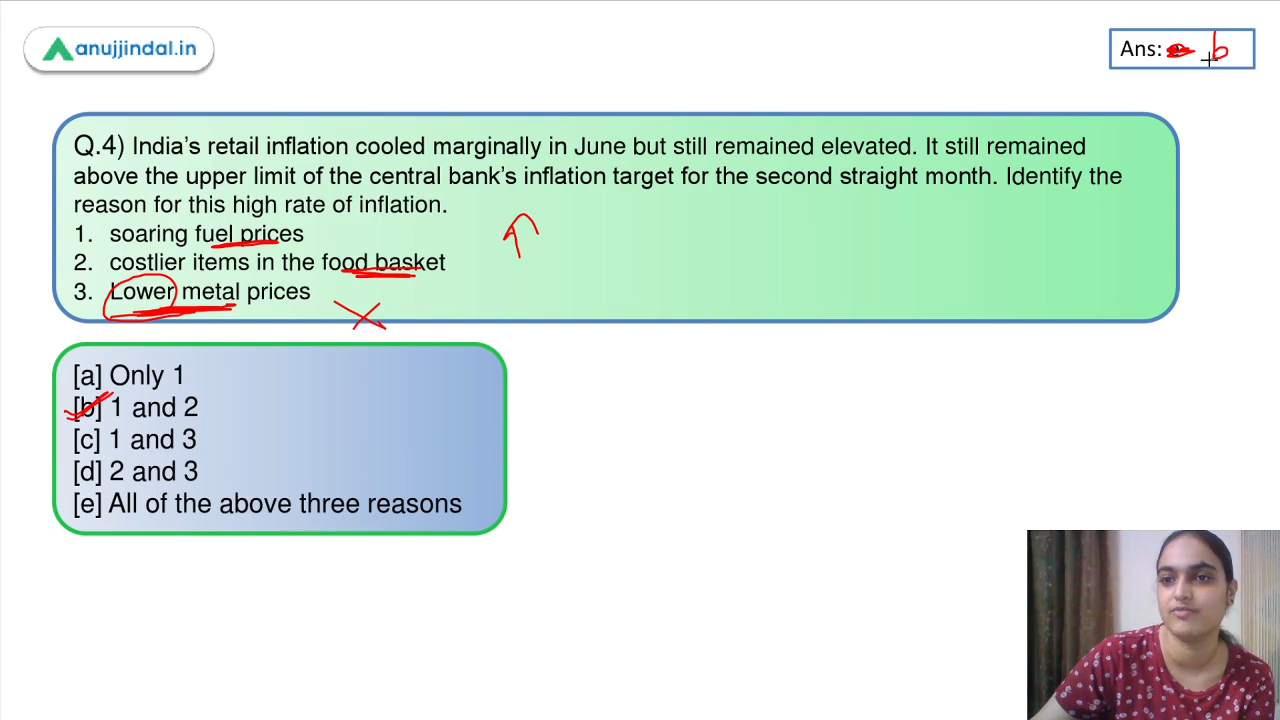 anujjindal.in
Ans: b
Q.4) India's retail inflation cooled marginally in June but still remained elevated. It still remained
above the upper limit of the central bank's inflation target for the second straight month. Identify the
reason for this high rate of inflation.
1. soaring fuel prices
2. costlier items in the food basket
3. Lower metal prices
[a] Only 1
[b] 1 and 2
[c] 1 and 3
[d] 2 and 3
[e] All of the above three reasons